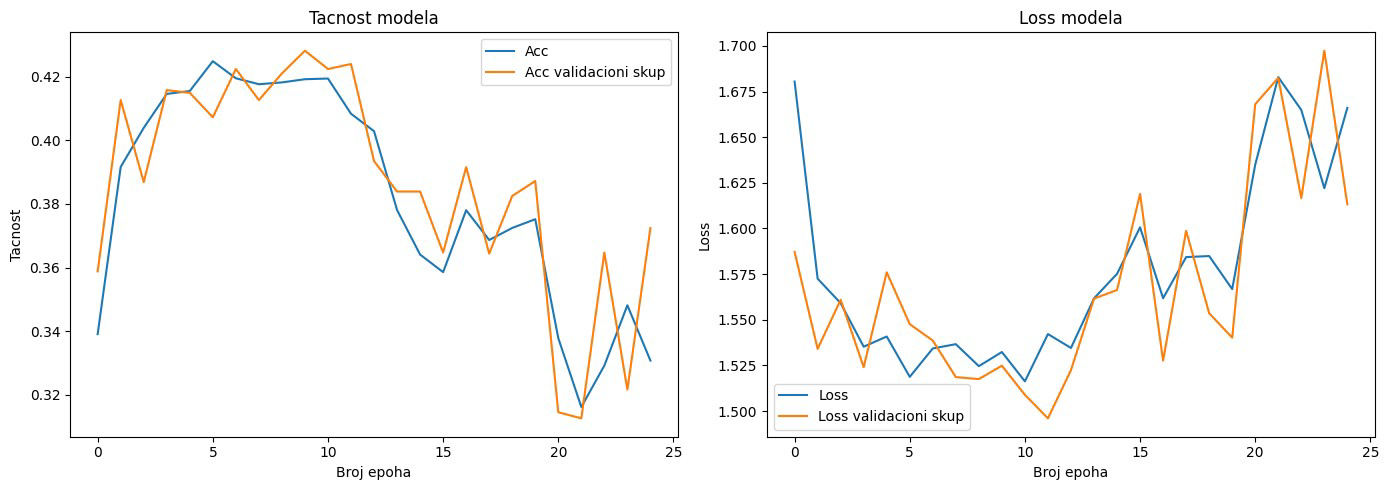 Tacnost modela
Tacnost
0.42
0.40
0.38
0.36
0.34
0.32
Acc
Acc validacioni skup
0
5
10
15
20
25
Broj epoha
Loss modela
Loss
1.700
1.675
1.650
1.625
1.600
1.575
1.550
1.525
1.500
Loss
Loss validacioni skup
0
5
10
15
20
25
Broj epoha